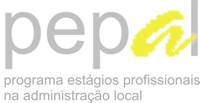 pepal
programa estágios profissionais
na administração local